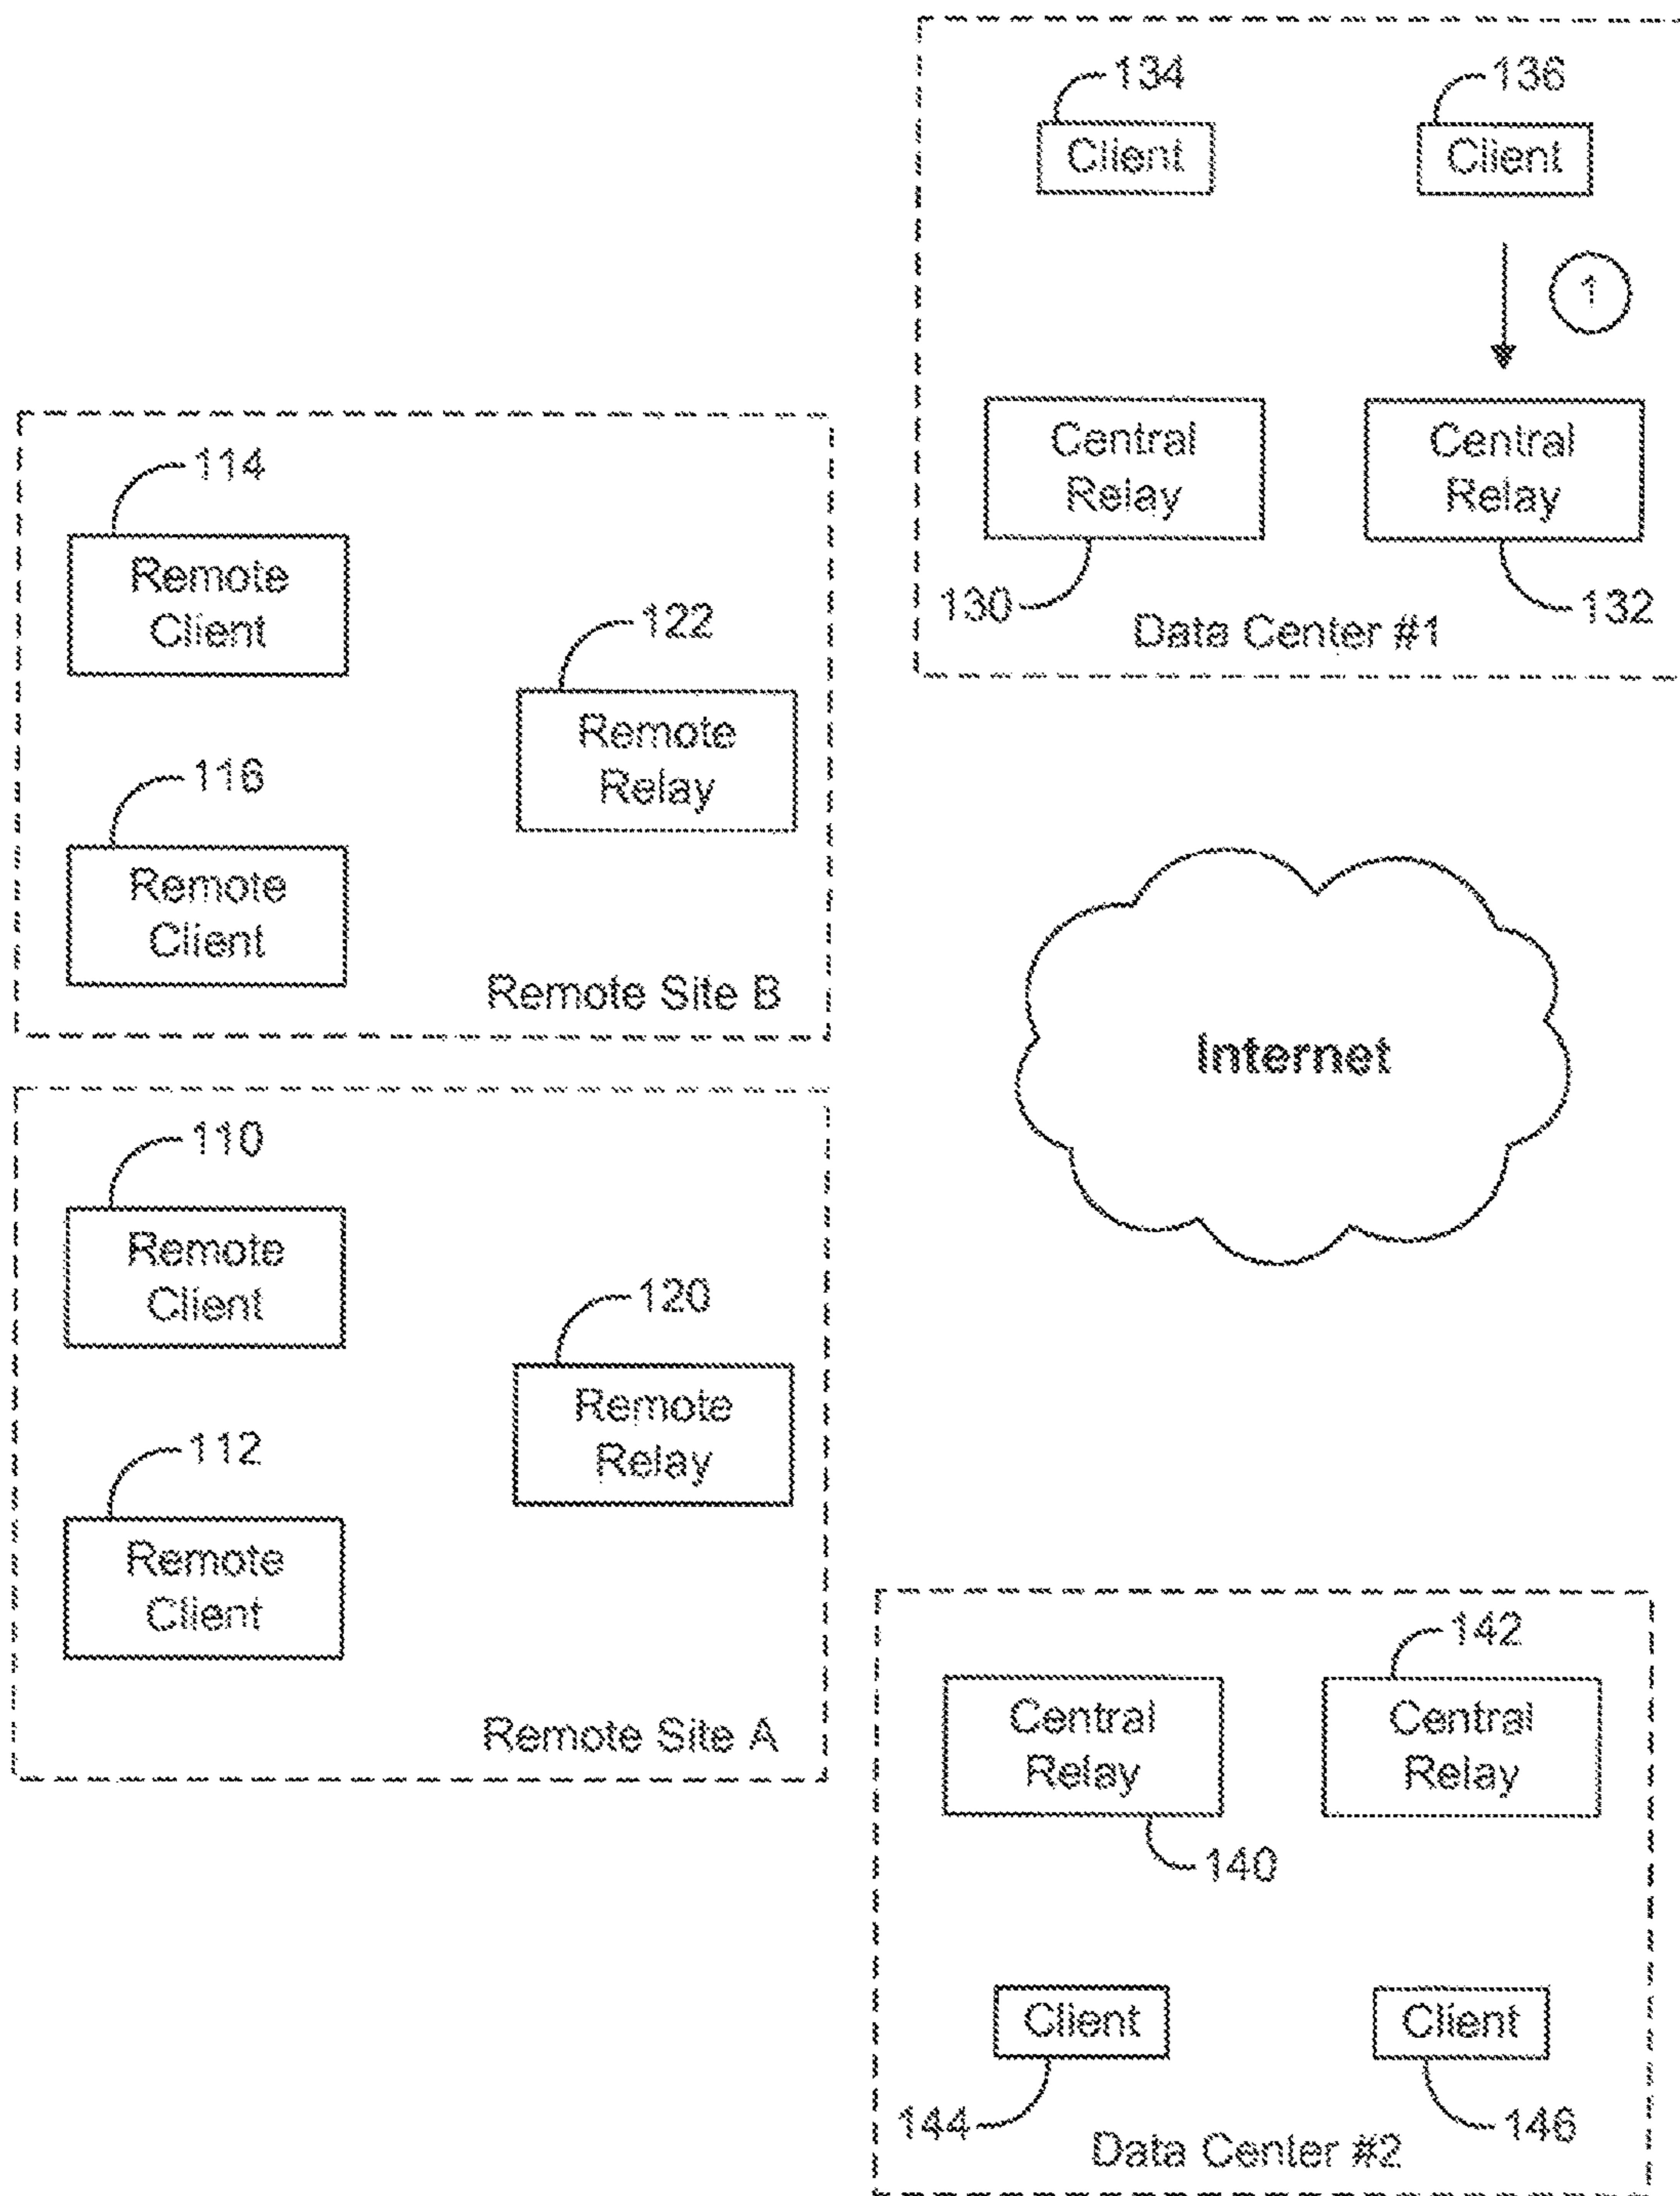 134
136
Client
Client
1
Central
Relay
Central
Relay
130
132
Data Center #1
114
Remote
Client
122
Remote
Relay
116
Remote
Client
Remote Site B
Internet
110
Remote
Client
120
Remote
Relay
112
Remote
Client
Remote Site A
142
Central
Relay
Central
Relay
140
Client
Client
144
146
Data Center #2